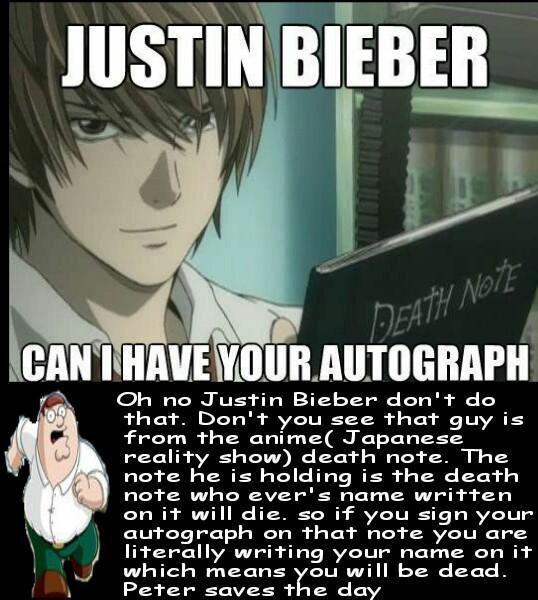 JUSTIN BIEBER
DEATH NOTE
CAN I HAVE YOUR AUTOGRAPH
Oh no Justin Bieber don't do
that. Don't you see that guy is
from the anime( Japanese
reality show) death note. The
note he is holding is the death
note who ever's name written
on it will die. so if you sign your
autograph on that note you are
literally writing your name on it
which means you will be dead.
Peter saves the day